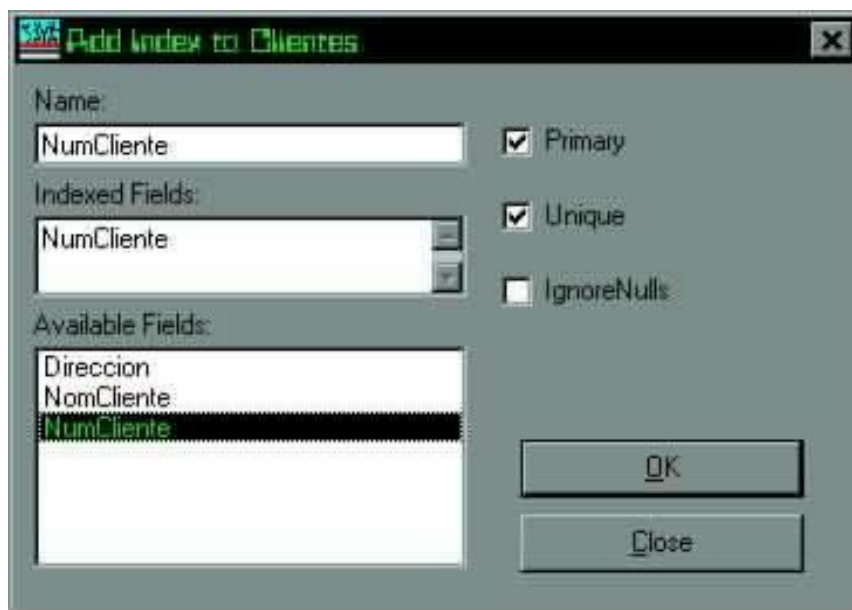 Add Index to Clientes
Name:
NumCliente
Primary
Indexed Fields:
Unique
NumCliente
IgnoreNulls
Available Fields:
Direccion
NomCliente
NumCliente
OK
Close